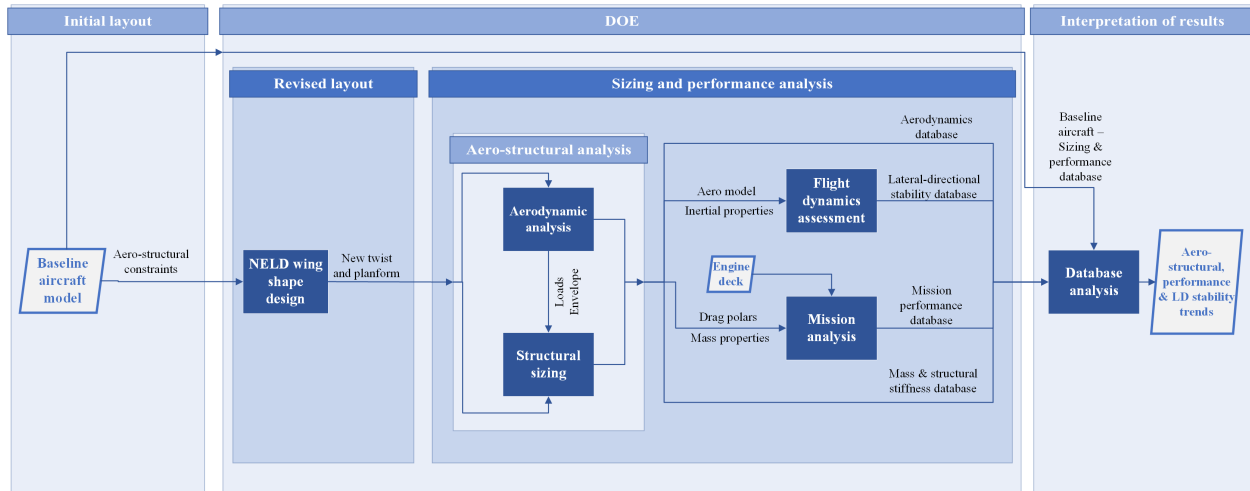 Initial layout
DOE
Interpretation of results
Revised layout
Sizing and performance analysis
Aero-structural analysis
Baseline
aircraft
model
Aero-structural
constraints
NELD wing
shape
design
New twist
and planform
Aerodynamic
analysis
Loads
Envelope
Structural
sizing
Aerodynamics
database
Aero model
Inertial properties
Flight
dynamics
assessment
Lateral-directional
stability database
Engine
deck
Drag polars
Mass properties
Mission
analysis
Mission
performance
database
Mass & structural
stiffness database
Baseline
aircraft –
Sizing &
performance
database
Database
analysis
Aero-
structural,
performance
& LD stability
trends